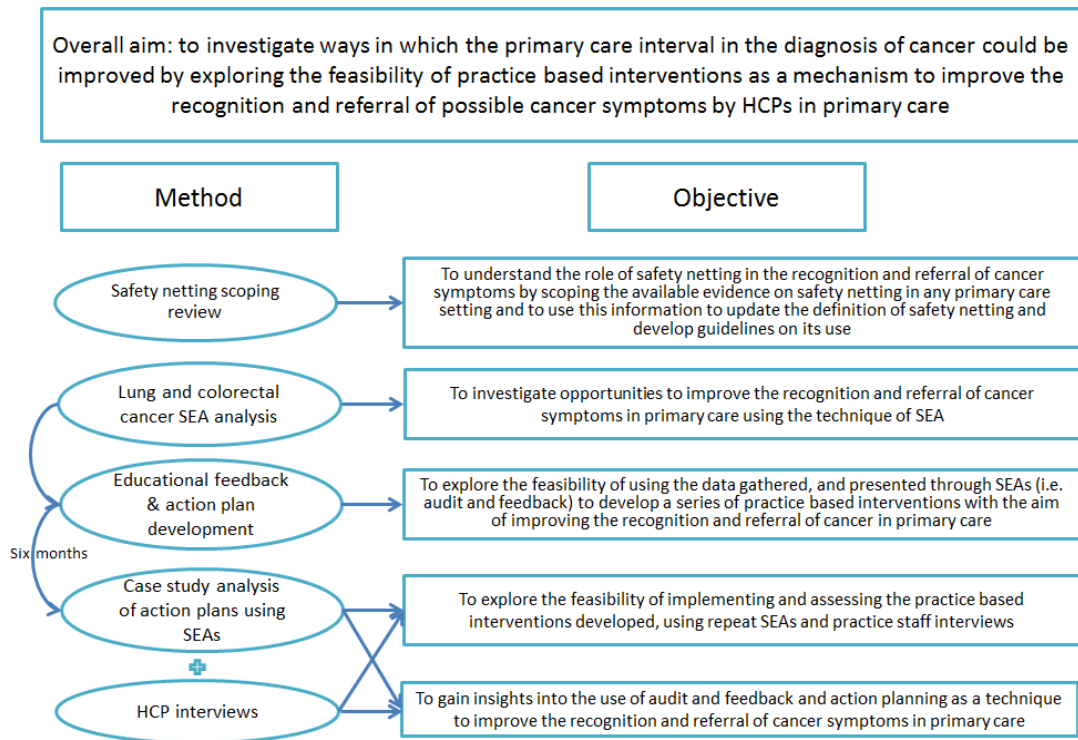 Overall aim: to investigate ways in which the primary care interval in the diagnosis of cancer could be
improved by exploring the feasibility of practice based interventions as a mechanism to improve the
recognition and referral of possible cancer symptoms by HCPs in primary care
Method
Objective
Safety netting scoping
review
To understand the role of safety netting in the recognition and referral of cancer
symptoms by scoping the available evidence on safety netting in any primary care
setting and to use this information to update the definition of safety netting and
develop guidelines on its use
Lung and colorectal
cancer SEA analysis
To investigate opportunities to improve the recognition and referral of cancer
symptoms in primary care using the technique of SEA
Educational feedback
& action plan
development
To explore the feasibility of using the data gathered, and presented through SEAs (i.e.
audit and feedback) to develop a series of practice based interventions with the aim
of improving the recognition and referral of cancer in primary care
Six months
Case study analysis
of action plans using
SEAs
To explore the feasibility of implementing and assessing the practice based
interventions developed, using repeat SEAs and practice staff interviews
HCP interviews
To gain insights into the use of audit and feedback and action planning as a technique
to improve the recognition and referral of cancer symptoms in primary care